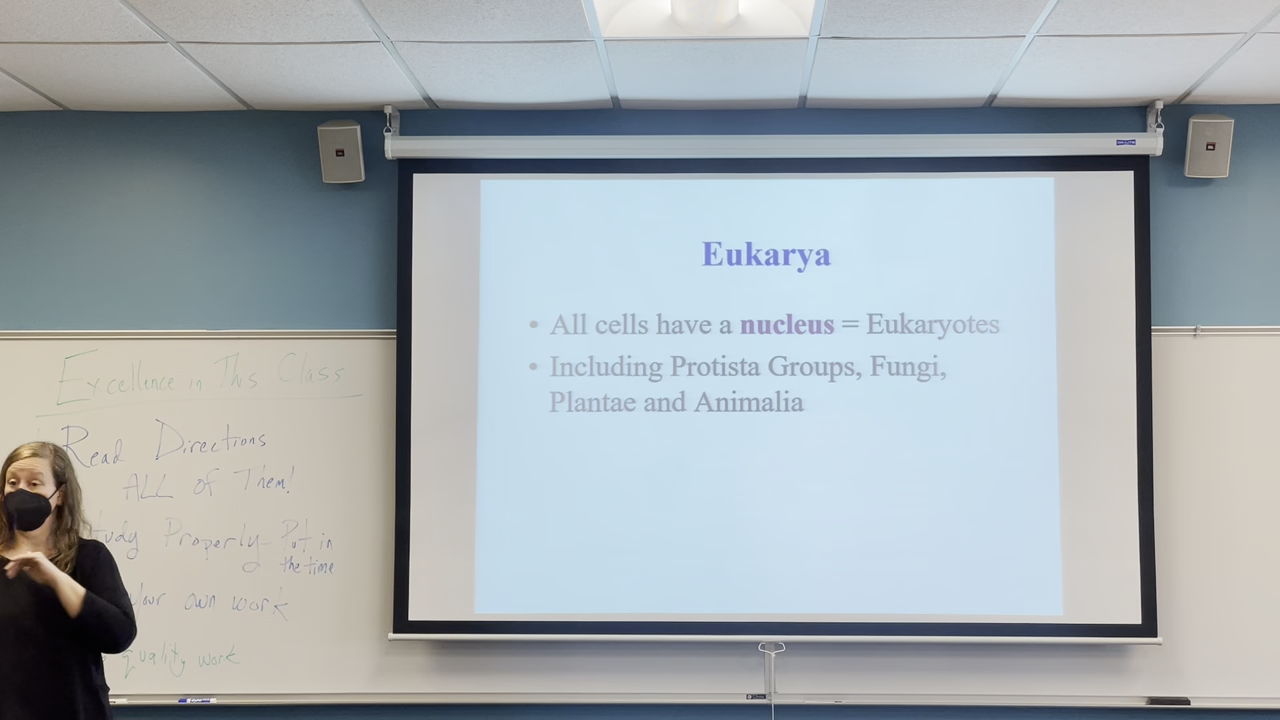 Eukarya
• All cells have a nucleus = Eukaryotes
• Including Protista Groups, Fungi,
Plantae and Animalia
Excellence in This Class
Read Directions
ALL of Them!
Properly - Put in
the time
Your own work
quality work